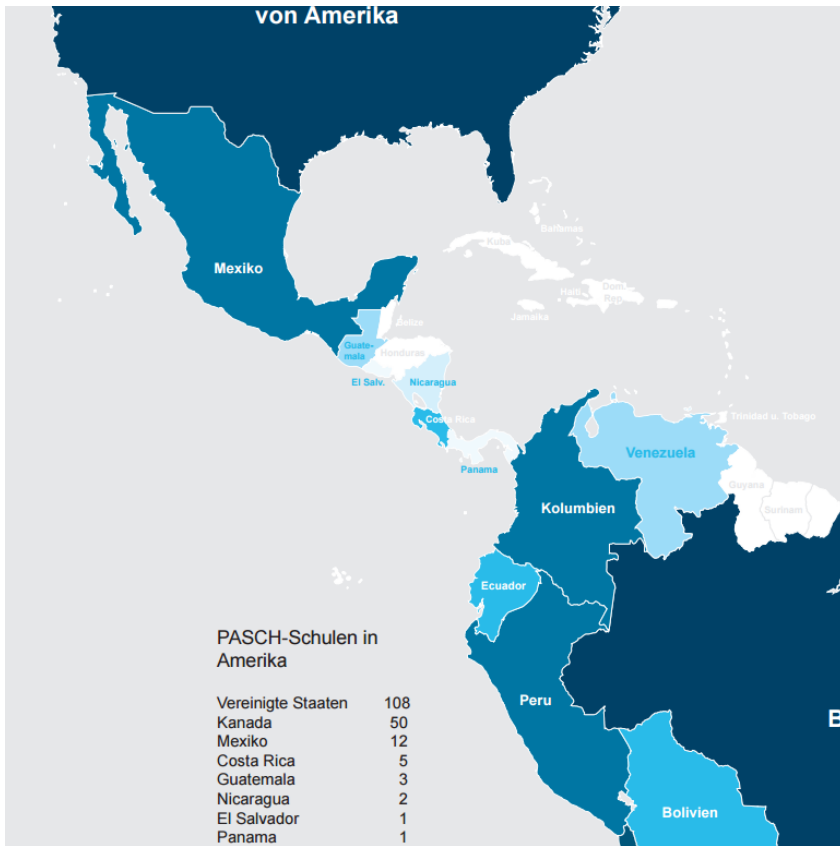 von Amerika
Bahamas
Kuba
Mexiko
Haiti
Dom.
Rep.
Jamaika
Belize
Guate-
mala
Honduras
El Salv.
Nicaragua
Costa Rica
Trinidad u. Tobago
Panama
Venezuela
Guyana
Surinam
Kolumbien
Ecuador
PASCH-Schulen in
Amerika
Peru
B
Vereinigte Staaten 108
Kanada 50
Mexiko 12
Costa Rica 5
Guatemala 3
Nicaragua 2
El Salvador 1
Panama 1
Bolivien